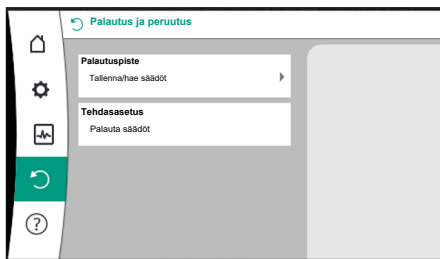 Palautus ja peruutus
Palautuspiste
Tallenna/hae säädöt
Tehdasasetus
Palauta säädöt
?